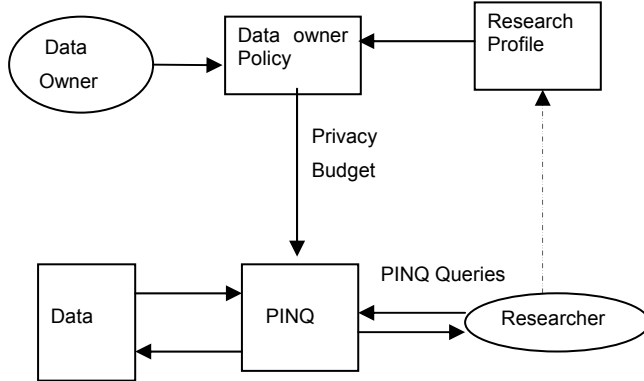 Data
Owner
Data owner
Policy
Research
Profile
Privacy
Budget
Data
PINQ
PINQ Queries
Researcher